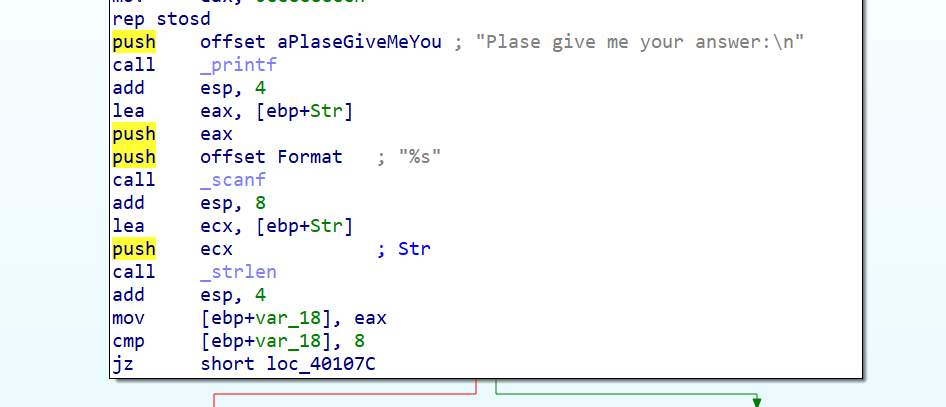 rep stosd
push offset aPlaseGiveMeYou ; "Plase give me your answer:\n"
call _printf
add esp, 4
lea eax, [ebp+Str]
push eax
push offset Format ; "%s"
call _scanf
add esp, 8
lea ecx, [ebp+Str]
push ecx ; Str
call _strlen
add esp, 4
mov [ebp+var_18], eax
cmp [ebp+var_18], 8
jz short loc_40107C